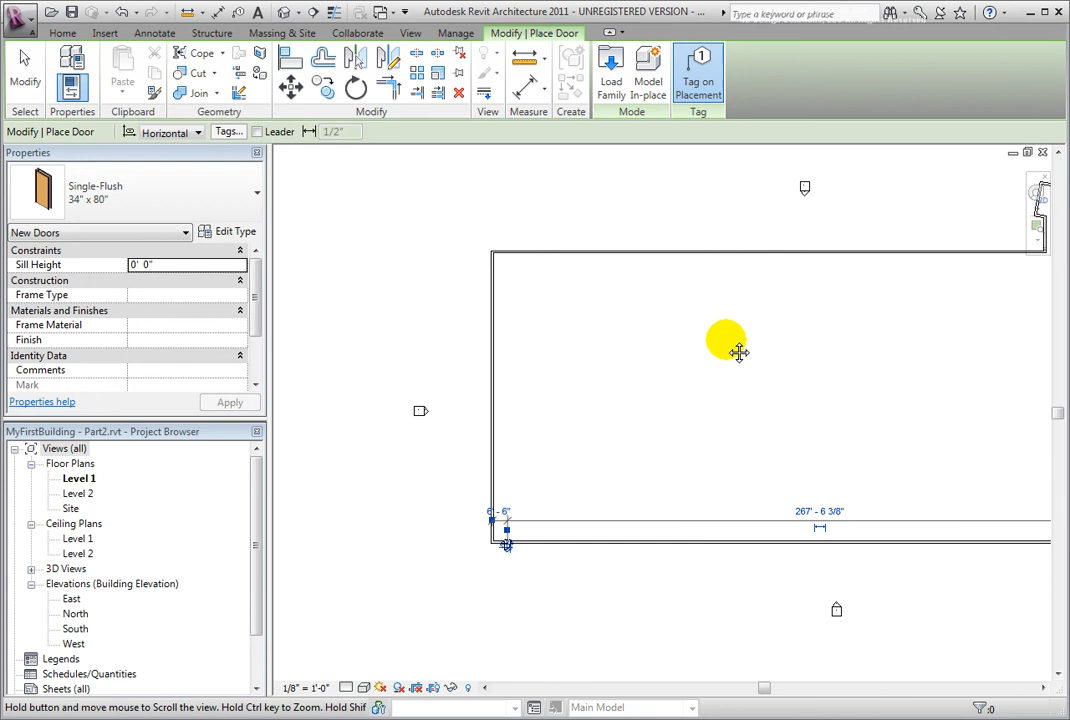 Autodesk Revit Architecture 2011 - UNREGISTERED VERSION - ...
Type a keyword or phrase
Home Insert Annotate Structure Massing & Site Collaborate View Manage Modify | Place Door
Modify
Paste
Cope
Cut
Join
Load Family
Model In-place
Tag on Placement
Select Properties Clipboard Geometry Modify View Measure Create Mode Tag
Modify | Place Door Horizontal Tags... Leader 1/2"
Properties
Single-Flush
34" x 80"
New Doors Edit Type
Constraints
Sill Height 0' 0"
Construction
Frame Type
Materials and Finishes
Frame Material
Finish
Identity Data
Comments
Mark
Properties help Apply
MyFirstBuilding - Part2.rvt - Project Browser
Views (all)
Floor Plans
Level 1
Level 2
Site
Ceiling Plans
Level 1
Level 2
3D Views
Elevations (Building Elevation)
East
North
South
West
Legends
Schedules/Quantities
Sheets (all)
6' - 6"
267' - 6 3/8"
1/8" = 1'-0"
Hold button and move mouse to Scroll the view. Hold Ctrl key to Zoom. Hold Shif
Main Model
:0